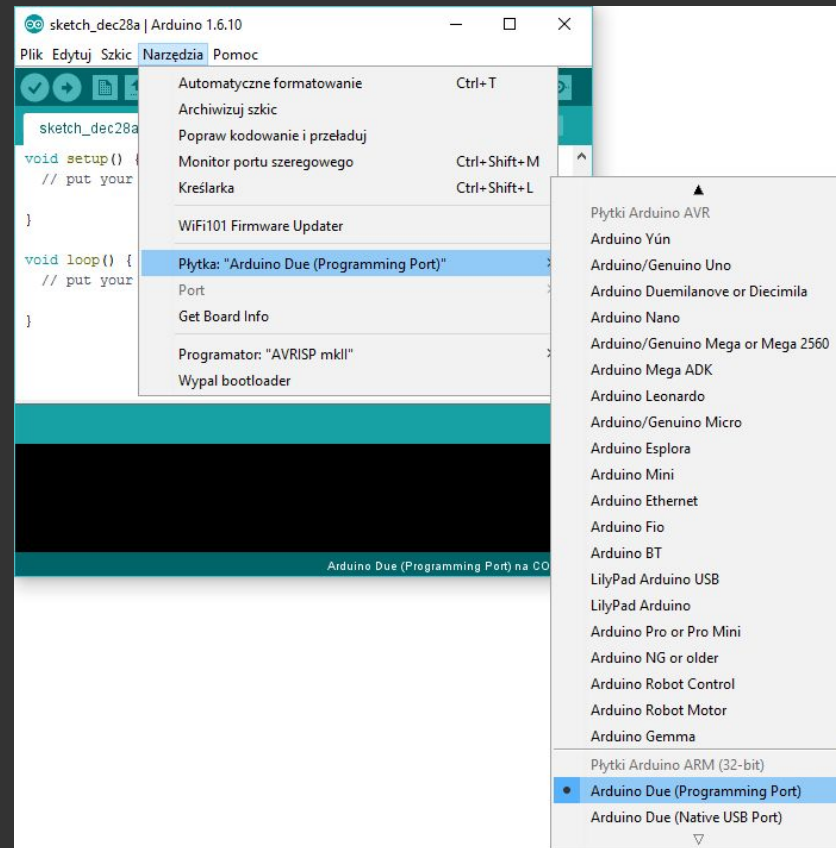 sketch_dec28a | Arduino 1.6.10
Plik Edytuj Szkic Narzędzia Pomoc
sketch_dec28a
void setup() {
// put your
}
void loop() {
// put your
}
Automatyczne formatowanie Ctrl+T
Archiwizuj szkic
Popraw kodowanie i przeładuj
Monitor portu szeregowego Ctrl+Shift+M
Kreślarka Ctrl+Shift+L
WiFi101 Firmware Updater
Płytka: "Arduino Due (Programming Port)"
Port
Get Board Info
Programator: "AVRISP mkII"
Wypal bootloader
Arduino Due (Programming Port) na CO
Płytki Arduino AVR
Arduino Yún
Arduino/Genuino Uno
Arduino Duemilanove or Diecimila
Arduino Nano
Arduino/Genuino Mega or Mega 2560
Arduino Mega ADK
Arduino Leonardo
Arduino/Genuino Micro
Arduino Esplora
Arduino Mini
Arduino Ethernet
Arduino Fio
Arduino BT
LilyPad Arduino USB
LilyPad Arduino
Arduino Pro or Pro Mini
Arduino NG or older
Arduino Robot Control
Arduino Robot Motor
Arduino Gemma
Płytki Arduino ARM (32-bit)
Arduino Due (Programming Port)
Arduino Due (Native USB Port)